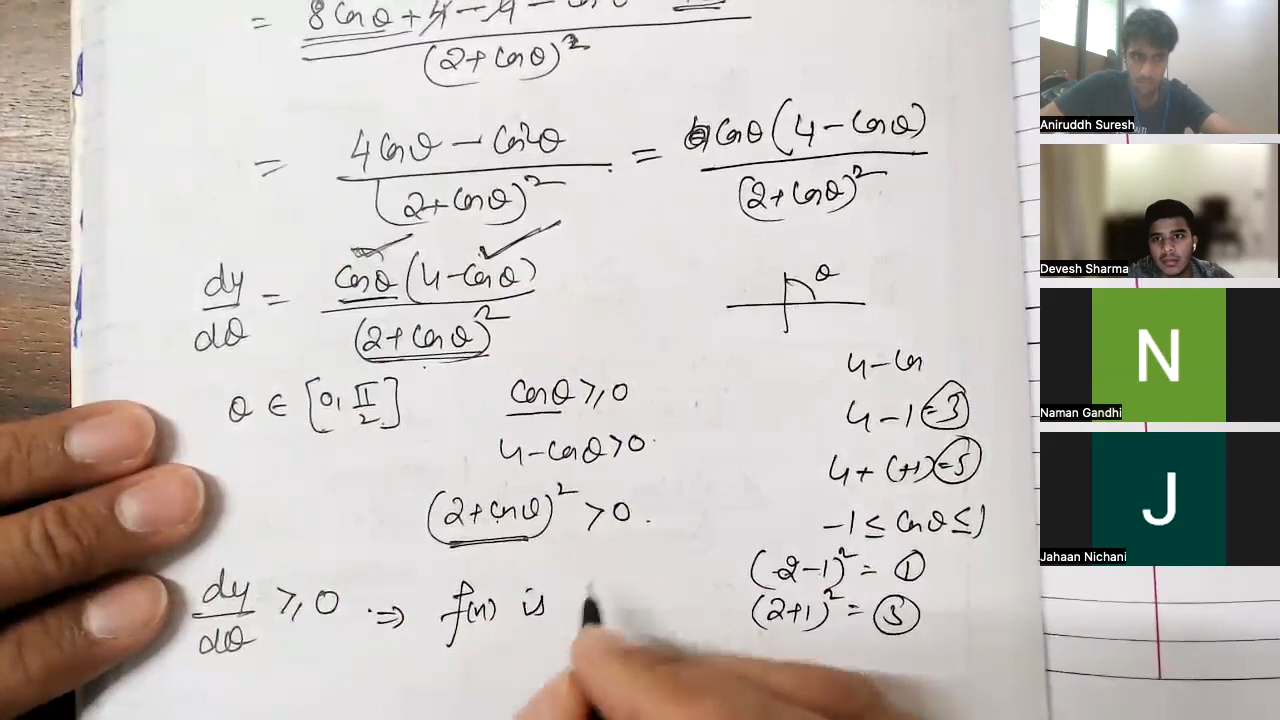 = 8 cosθ + 4 - 4 -
(2+cosθ)²
= 4cosθ - cos²θ / (2+cosθ)² = cosθ (4-cosθ) / (2+cosθ)²
dy/dθ = cosθ (4-cosθ) / (2+cosθ)²
θ
θ ∈ [0, π/2]
cosθ ≥ 0
4-cosθ > 0
(2+cosθ)² > 0.
dy/dθ ≥ 0 ⇒ f(x) is
4-cos
4-1 = 3
4+(+1) = 5
-1 ≤ cosθ ≤ 1
(2-1)² = 1
(2+1)² = 3
Aniruddh Suresh
Devesh Sharma
N
Naman Gandhi
J
Jahaan Nichani